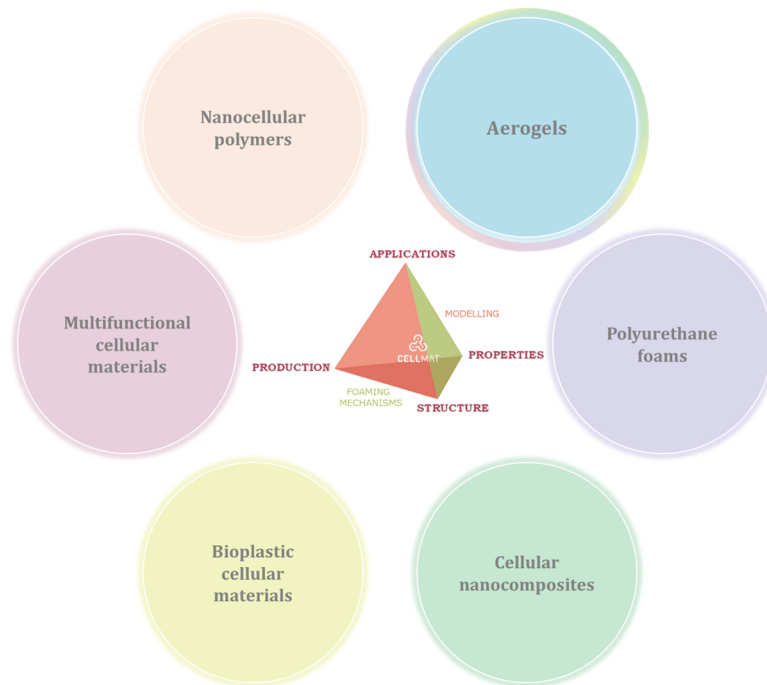 Nanocellular
polymers
Aerogels
Multifunctional
cellular
materials
APPLICATIONS
MODELLING
CELLMAT
PROPERTIES
PRODUCTION
FOAMING
MECHANISMS
STRUCTURE
Polyurethane
foams
Bioplastic
cellular
materials
Cellular
nanocomposites